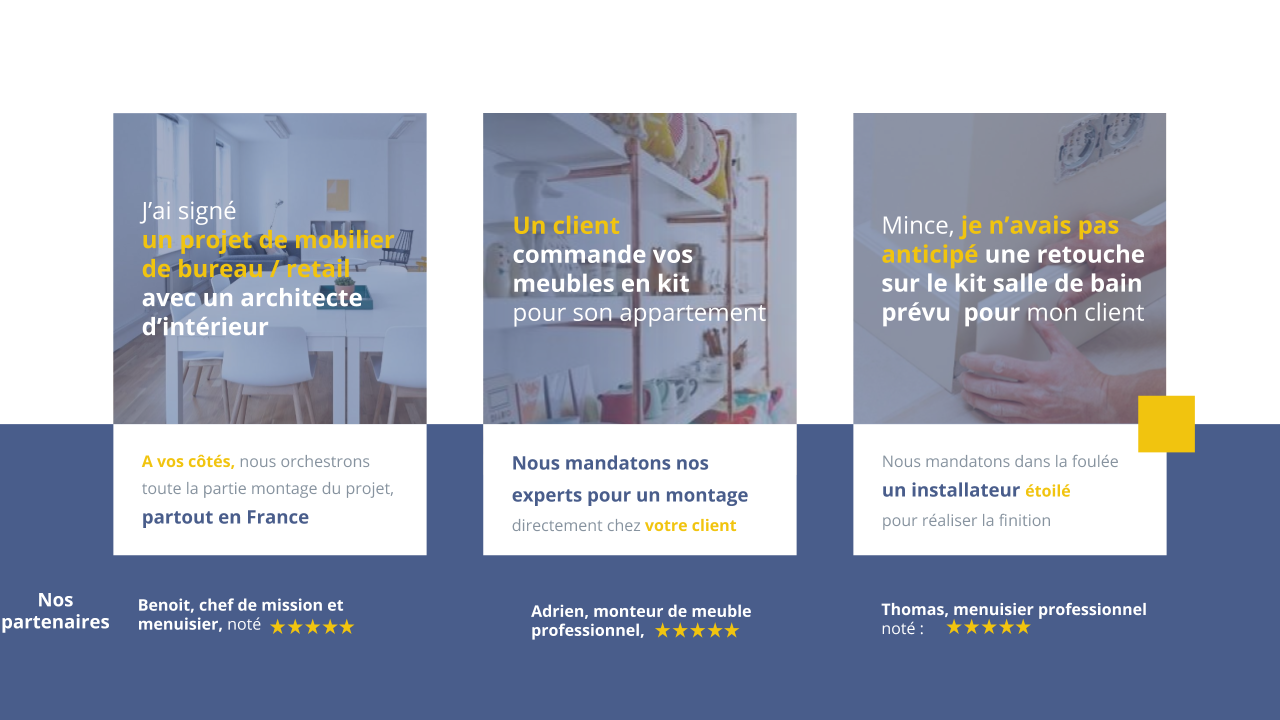 J’ai signé
un projet de mobilier
de bureau / retail
avec un architecte
d’intérieur
Un client
commande vos
meubles en kit
pour son appartement
Mince, je n’avais pas
anticipé une retouche
sur le kit salle de bain
prévu  pour mon client
A vos côtés, nous orchestrons
toute la partie montage du projet,
partout en France
Nous mandatons nos
experts pour un montage
directement chez votre client
Nous mandatons dans la foulée
un installateur étoilé
pour réaliser la finition
Nos
partenaires
Benoit, chef de mission et
menuisier, noté ★★★★★
Adrien, monteur de meuble
professionnel, ★★★★★
Thomas, menuisier professionnel
noté : ★★★★★